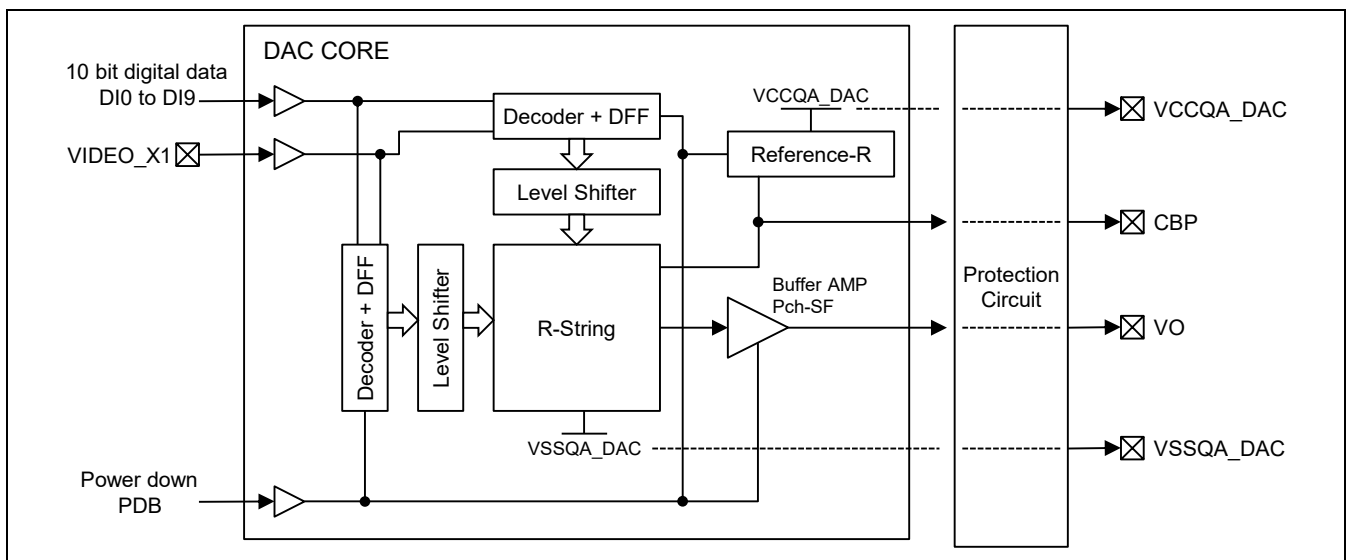 DAC CORE
10 bit digital data
DI0 to DI9
VIDEO_X1
Decoder + DFF
Level Shifter
VCCQA_DAC
Reference-R
VCCQA_DAC
CBP
Decoder + DFF
Level Shifter
R-String
Buffer AMP
Pch-SF
Protection
Circuit
VO
VSSQA_DAC
VSSQA_DAC
Power down
PDB